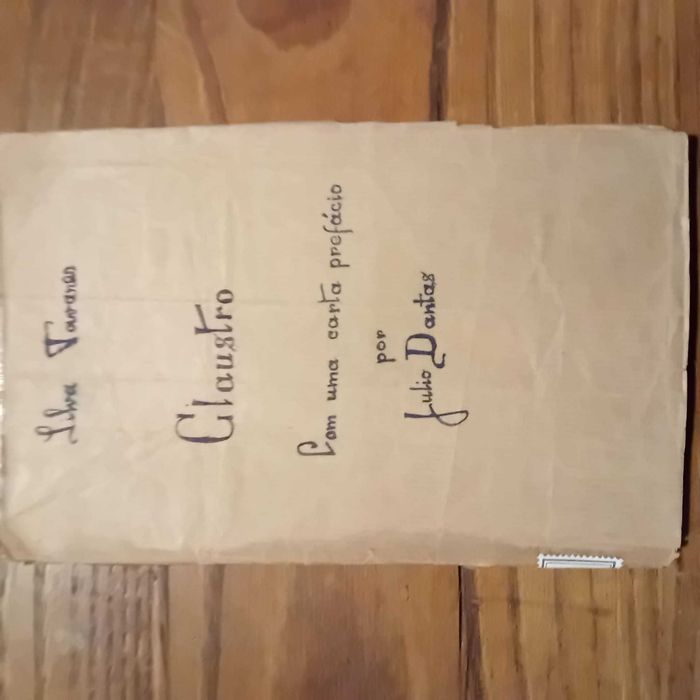 Silva Tavares
Claustro
Com uma carta prefácio
por
Julio Dantas